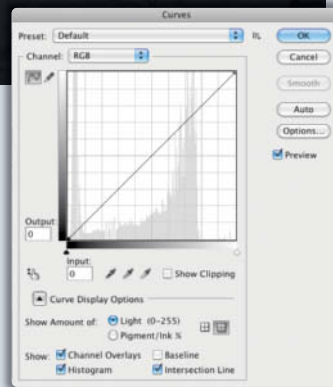 Curves
Preset: Default
OK
Channel: RGB
Cancel
Smooth
Auto
Options...
Preview
Output:
0
Input:
0
Show Clipping
Curve Display Options
Show Amount of: Light (0-255)
Pigment/Ink %
Show: Channel Overlays Baseline
Histogram Intersection Line